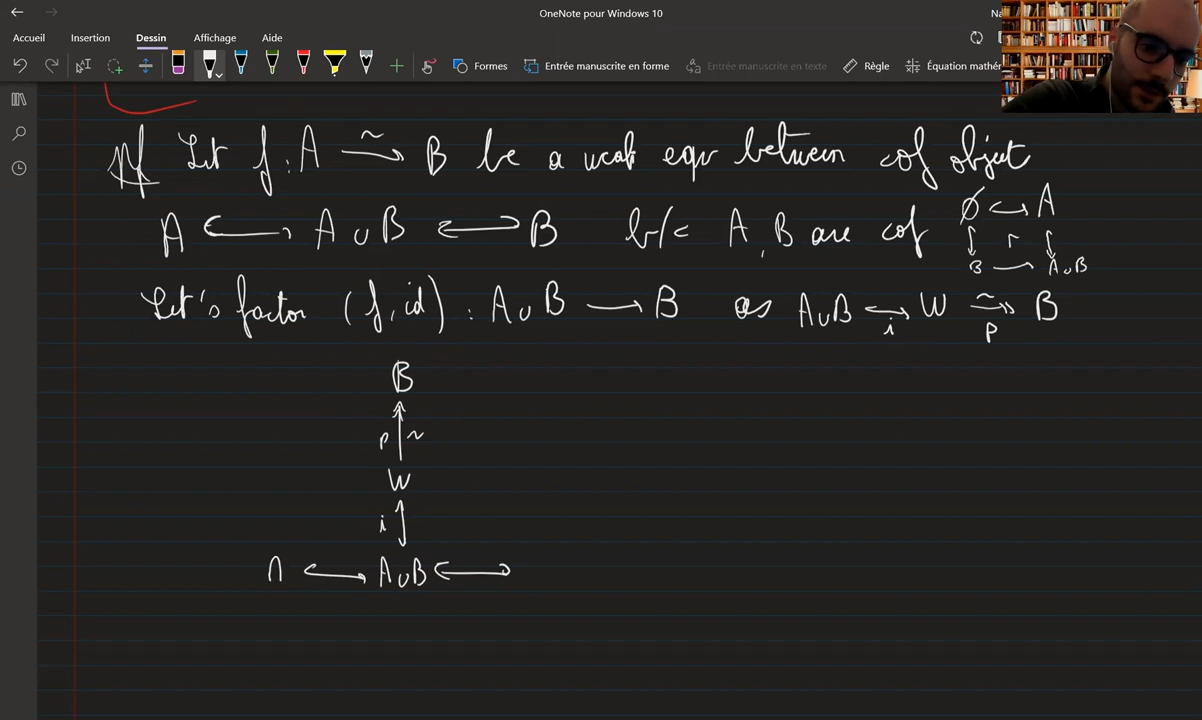 OneNote pour Windows 10
Accueil Insertion Dessin Affichage Aide
Formes Entrée manuscrite en forme Entrée manuscrite en texte Règle Équation mathé
Pf Let f : A ⥲ B be a weak equ between cof object
A ↪ A ∪ B ↩ B b/c A, B are cof
∅ ↪ A
B → A ∪ B
Let's factor (f, id) : A ∪ B → B as A ∪ B ↪ W ⥲ B
i p
B
p ~
W
i
A ↪ A ∪ B ↩